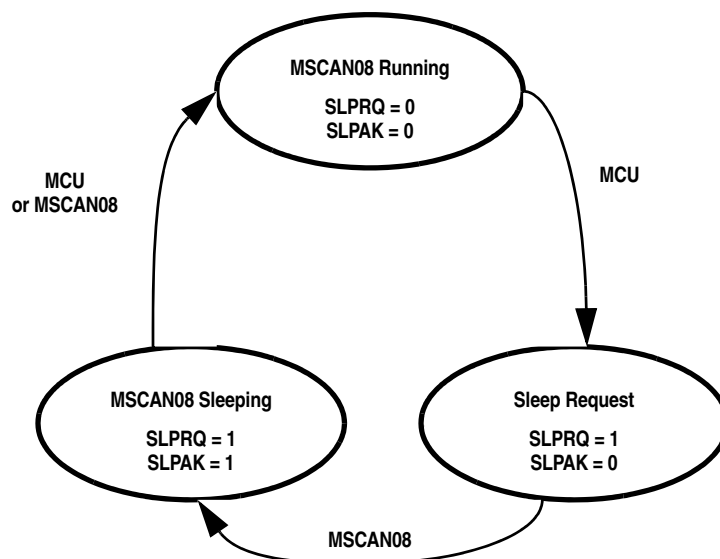 MSCAN08 Running
SLPRQ = 0
SLPAK = 0
MCU
or MSCAN08
MCU
MSCAN08 Sleeping
SLPRQ = 1
SLPAK = 1
Sleep Request
SLPRQ = 1
SLPAK = 0
MSCAN08